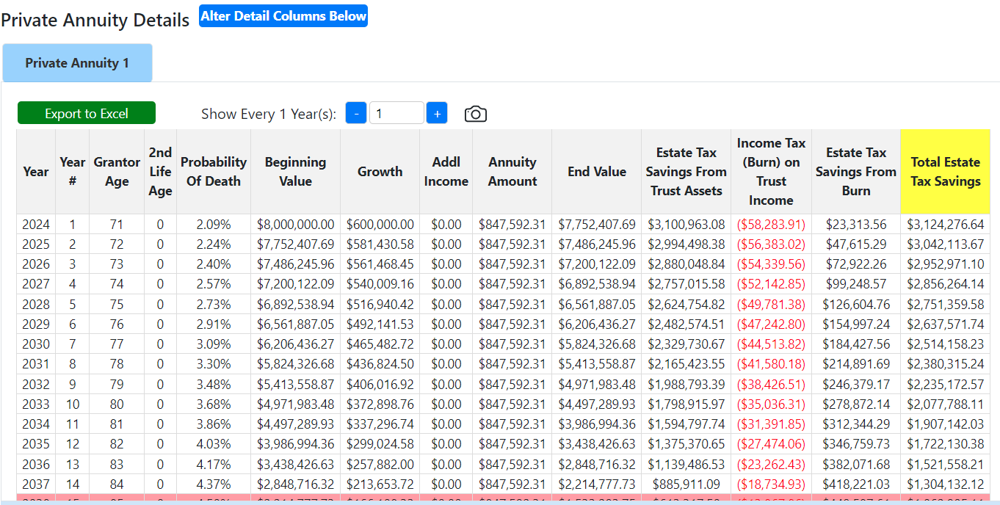 Private Annuity Details Alter Detail Columns Below
Private Annuity 1
Export to Excel Show Every 1 Year(s): - 1 +
Year Year # Grantor Age 2nd Life Age Probability Of Death Beginning Value Growth Addl Income Annuity Amount End Value Estate Tax Savings From Trust Assets Income Tax (Burn) on Trust Income Estate Tax Savings From Burn Total Estate Tax Savings
2024 1 71 0 2.09% $8,000,000.00 $600,000.00 $0.00 $847,592.31 $7,752,407.69 $3,100,963.08 ($58,283.91) $23,313.56 $3,124,276.64
2025 2 72 0 2.24% $7,752,407.69 $581,430.58 $0.00 $847,592.31 $7,486,245.96 $2,994,498.38 ($56,383.02) $47,615.29 $3,042,113.67
2026 3 73 0 2.40% $7,486,245.96 $561,468.45 $0.00 $847,592.31 $7,200,122.09 $2,880,048.84 ($54,339.56) $72,922.26 $2,952,971.10
2027 4 74 0 2.57% $7,200,122.09 $540,009.16 $0.00 $847,592.31 $6,892,538.94 $2,757,015.58 ($52,142.85) $99,248.57 $2,856,264.14
2028 5 75 0 2.73% $6,892,538.94 $516,940.42 $0.00 $847,592.31 $6,561,887.05 $2,624,754.82 ($49,781.38) $126,604.76 $2,751,359.58
2029 6 76 0 2.91% $6,561,887.05 $492,141.53 $0.00 $847,592.31 $6,206,436.27 $2,482,574.51 ($47,242.80) $154,997.24 $2,637,571.74
2030 7 77 0 3.09% $6,206,436.27 $465,482.72 $0.00 $847,592.31 $5,824,326.68 $2,329,730.67 ($44,513.82) $184,427.56 $2,514,158.23
2031 8 78 0 3.30% $5,824,326.68 $436,824.50 $0.00 $847,592.31 $5,413,558.87 $2,165,423.55 ($41,580.18) $214,891.69 $2,380,315.24
2032 9 79 0 3.48% $5,413,558.87 $406,016.92 $0.00 $847,592.31 $4,971,983.48 $1,988,793.39 ($38,426.51) $246,379.17 $2,235,172.57
2033 10 80 0 3.68% $4,971,983.48 $372,898.76 $0.00 $847,592.31 $4,497,289.93 $1,798,915.97 ($35,036.31) $278,872.14 $2,077,788.11
2034 11 81 0 3.86% $4,497,289.93 $337,296.74 $0.00 $847,592.31 $3,986,994.36 $1,594,797.74 ($31,391.85) $312,344.29 $1,907,142.03
2035 12 82 0 4.03% $3,986,994.36 $299,024.58 $0.00 $847,592.31 $3,438,426.63 $1,375,370.65 ($27,474.06) $346,759.73 $1,722,130.38
2036 13 83 0 4.17% $3,438,426.63 $257,882.00 $0.00 $847,592.31 $2,848,716.32 $1,139,486.53 ($23,262.43) $382,071.68 $1,521,558.21
2037 14 84 0 4.37% $2,848,716.32 $213,653.72 $0.00 $847,592.31 $2,214,777.73 $885,911.09 ($18,734.93) $418,221.03 $1,304,132.12